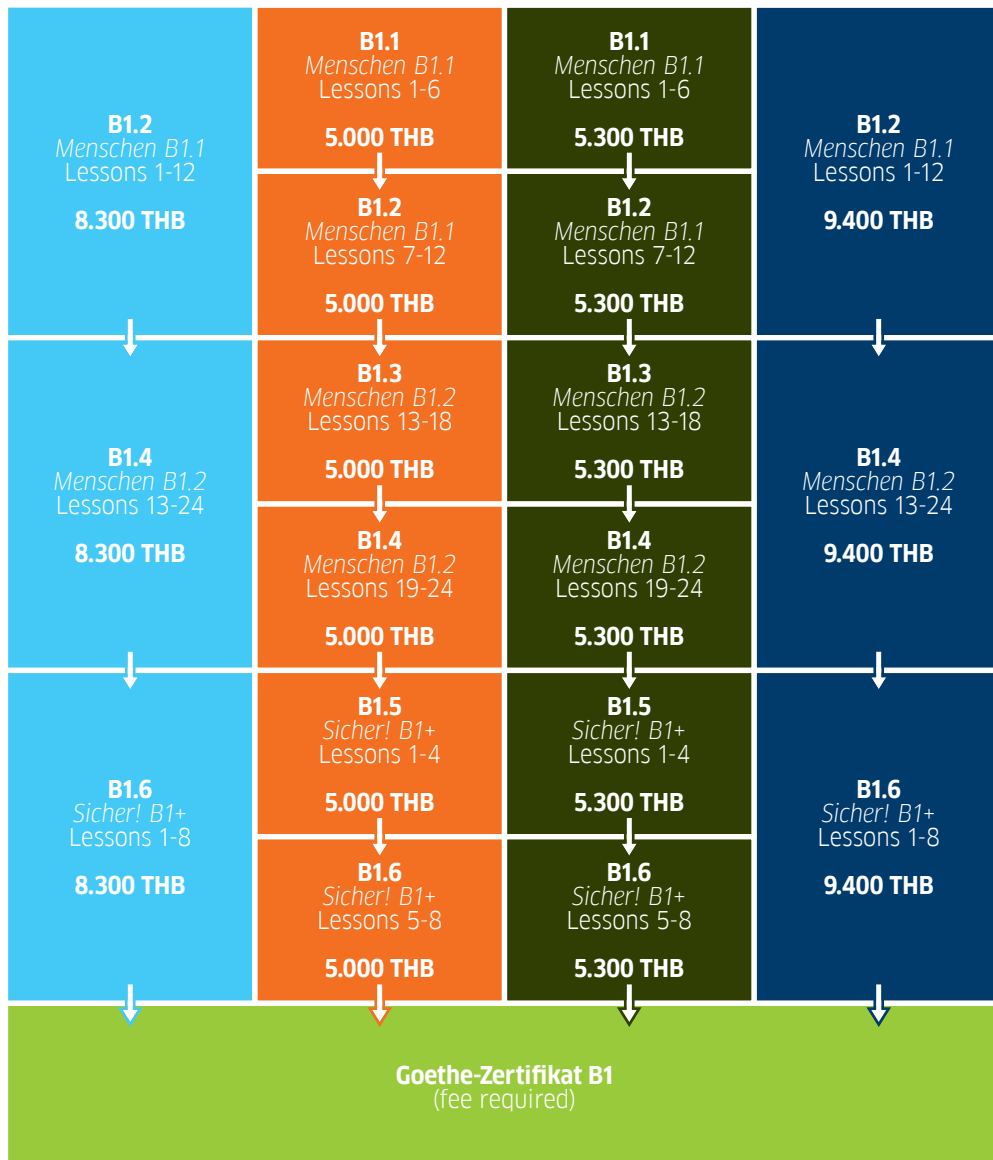 B1.2
Menschen B1.1
Lessons 1-12
8.300 THB
B1.4
Menschen B1.2
Lessons 13-24
8.300 THB
B1.6
Sicher! B1+
Lessons 1-8
8.300 THB
B1.1
Menschen B1.1
Lessons 1-6
5.000 THB
B1.2
Menschen B1.1
Lessons 7-12
5.000 THB
B1.3
Menschen B1.2
Lessons 13-18
5.000 THB
B1.4
Menschen B1.2
Lessons 19-24
5.000 THB
B1.5
Sicher! B1+
Lessons 1-4
5.000 THB
B1.6
Sicher! B1+
Lessons 5-8
5.000 THB
B1.1
Menschen B1.1
Lessons 1-6
5.300 THB
B1.2
Menschen B1.1
Lessons 7-12
5.300 THB
B1.3
Menschen B1.2
Lessons 13-18
5.300 THB
B1.4
Menschen B1.2
Lessons 19-24
5.300 THB
B1.5
Sicher! B1+
Lessons 1-4
5.300 THB
B1.6
Sicher! B1+
Lessons 5-8
5.300 THB
B1.2
Menschen B1.1
Lessons 1-12
9.400 THB
B1.4
Menschen B1.2
Lessons 13-24
9.400 THB
B1.6
Sicher! B1+
Lessons 1-8
9.400 THB
Goethe-Zertifikat B1
(fee required)